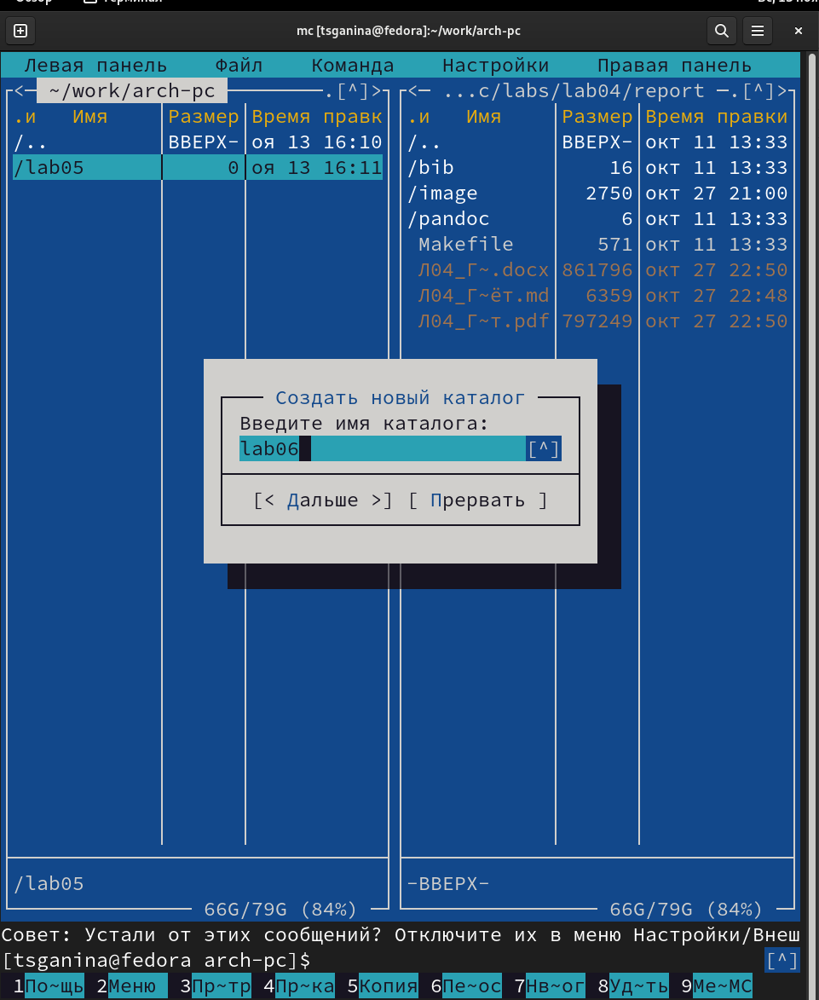 mc [tsganina@fedora]:~/work/arch-pc
Левая панель Файл Команда Настройки Правая панель
<─ ~/work/arch-pc ─.[^]>
.и Имя Размер Время правк
/.. ВВЕРХ- оя 13 16:10
/lab05 0 оя 13 16:11
<─ ...c/labs/lab04/report ─.[^]>
.и Имя Размер Время правки
/.. ВВЕРХ- окт 11 13:33
/bib 16 окт 11 13:33
/image 2750 окт 27 21:00
/pandoc 6 окт 11 13:33
Makefile 571 окт 11 13:33
Л04_Г~.docx 861796 окт 27 22:50
Л04_Г~ёт.md 6359 окт 27 22:48
Л04_Г~т.pdf 797249 окт 27 22:50
Создать новый каталог
Введите имя каталога:
lab06 [^]
[< Дальше >] [ Прервать ]
/lab05
66G/79G (84%)
-ВВЕРХ-
66G/79G (84%)
Совет: Устали от этих сообщений? Отключите их в меню Настройки/Внеш
[tsganina@fedora arch-pc]$ [^]
1По~щь 2Меню 3Пр~тр 4Пр~ка 5Копия 6Пе~ос 7Нв~ог 8Уд~ть 9Ме~МС